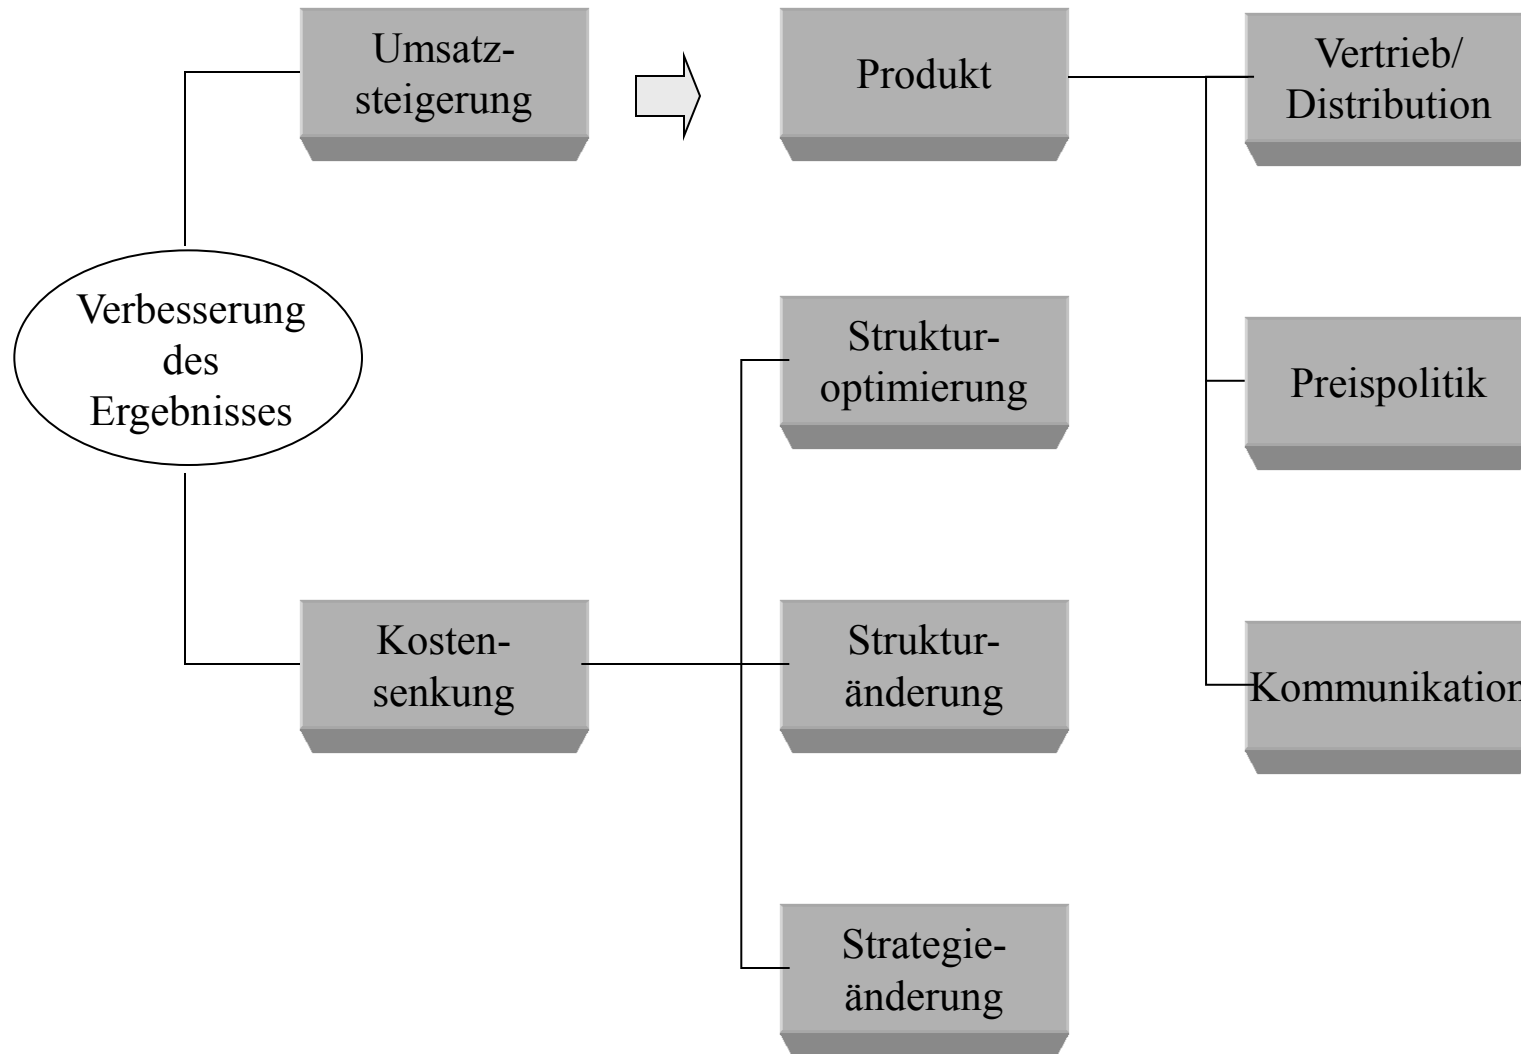 Umsatz-
steigerung
Produkt
Vertrieb/
Distribution
Verbesserung
des
Ergebnisses
Struktur-
optimierung
Preispolitik
Kosten-
senkung
Struktur-
änderung
Kommunikation
Strategie-
änderung